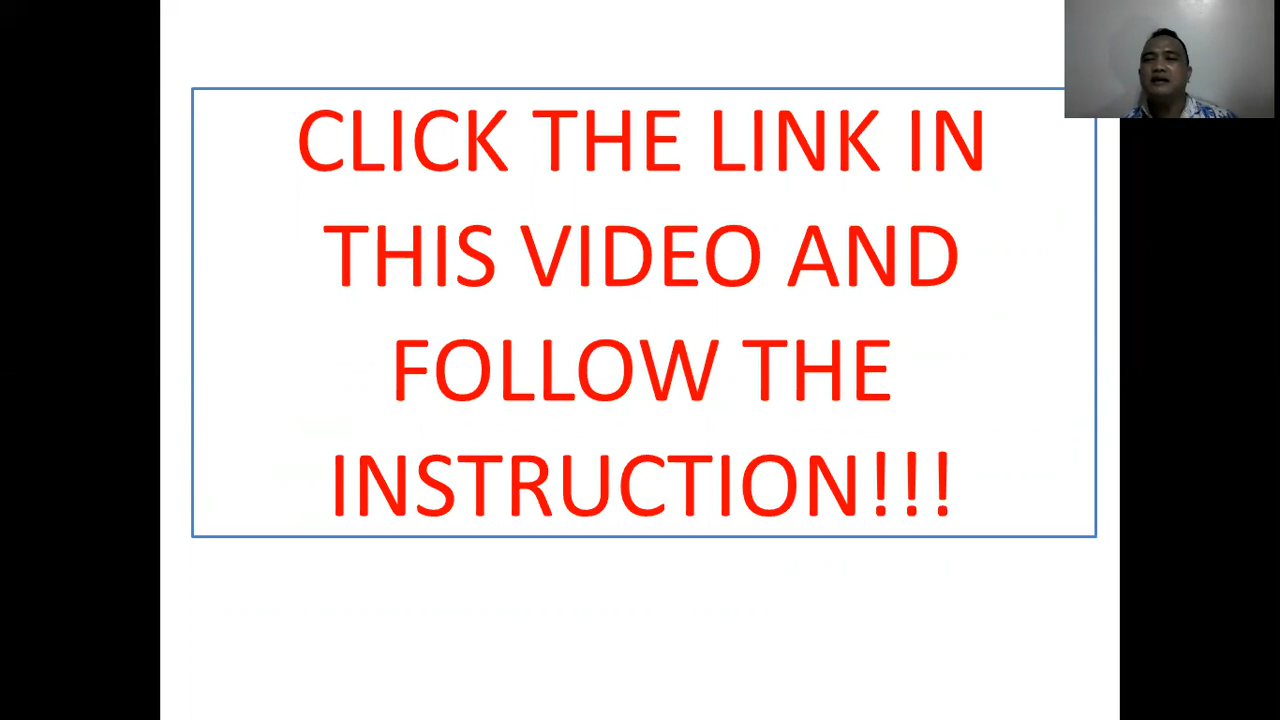 CLICK THE LINK IN
THIS VIDEO AND
FOLLOW THE
INSTRUCTION!!!